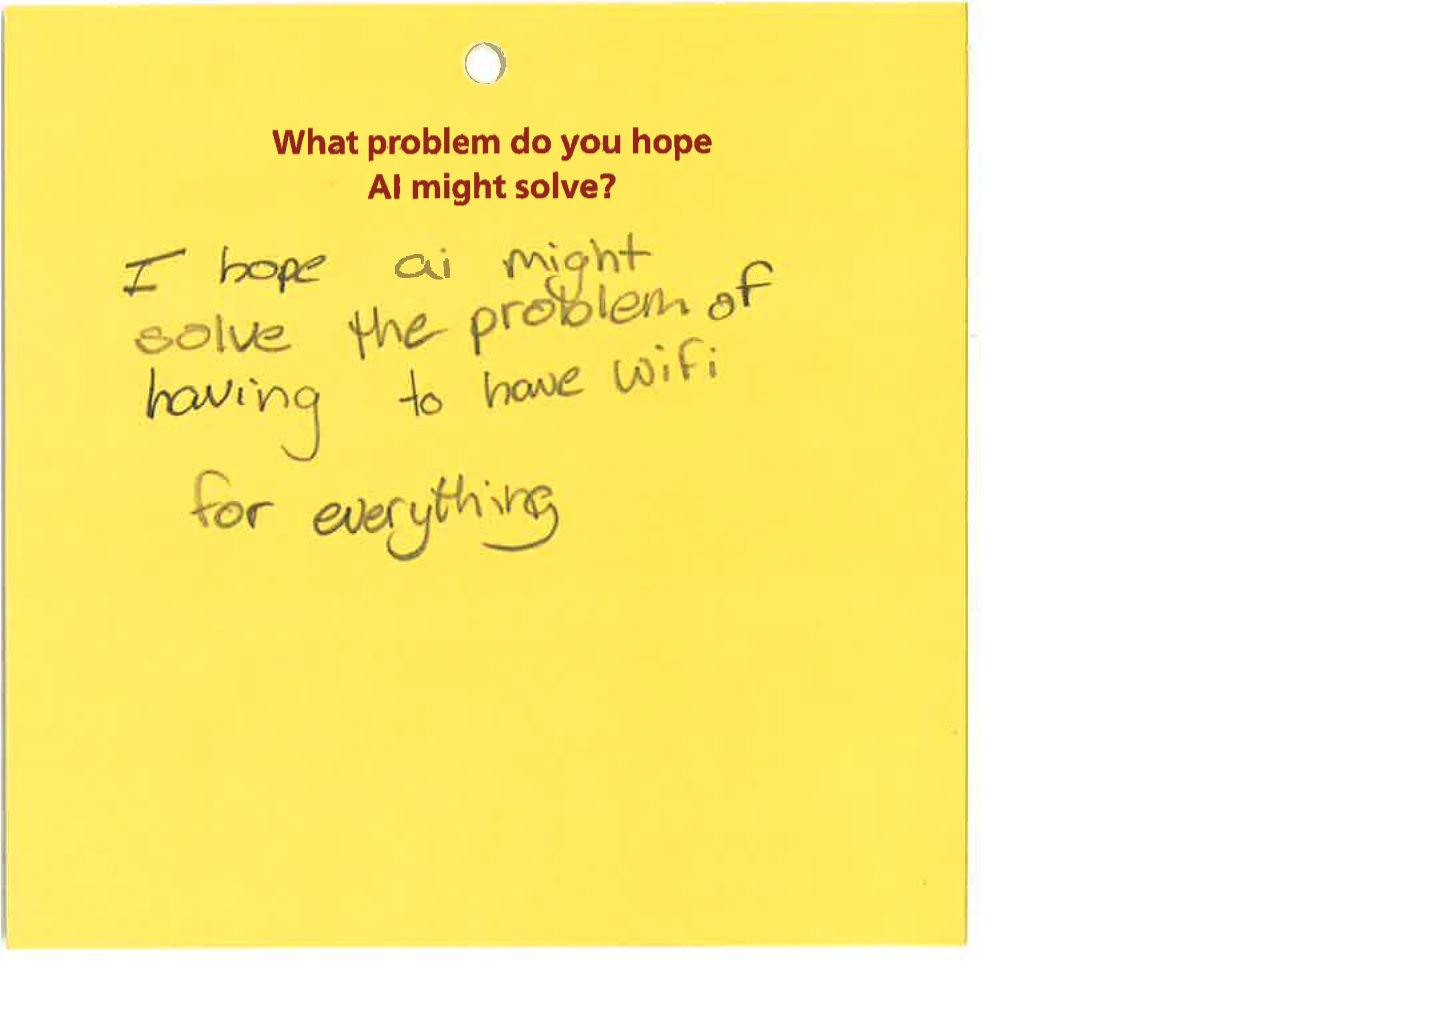 What problem do you hope
AI might solve?
I hope ai might
solve the problem of
having to have wifi
for everything